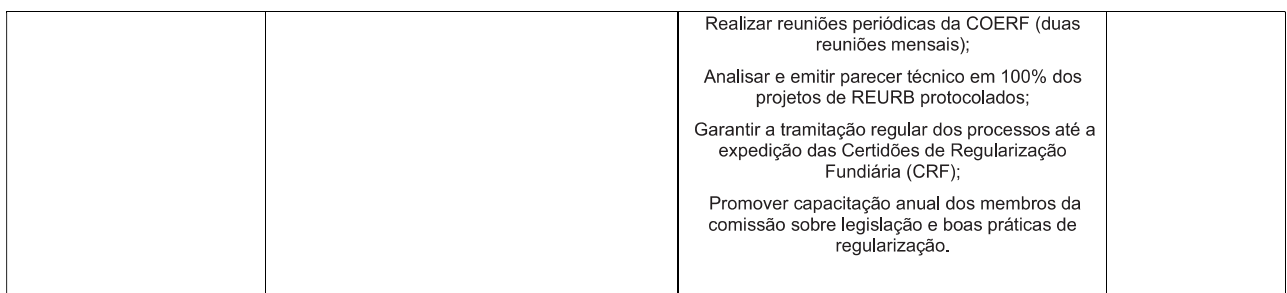 Realizar reuniões periódicas da COERF (duas
reuniões mensais);
Analisar e emitir parecer técnico em 100% dos
projetos de REURB protocolados;
Garantir a tramitação regular dos processos até a
expedição das Certidões de Regularização
Fundiária (CRF);
Promover capacitação anual dos membros da
comissão sobre legislação e boas práticas de
regularização.